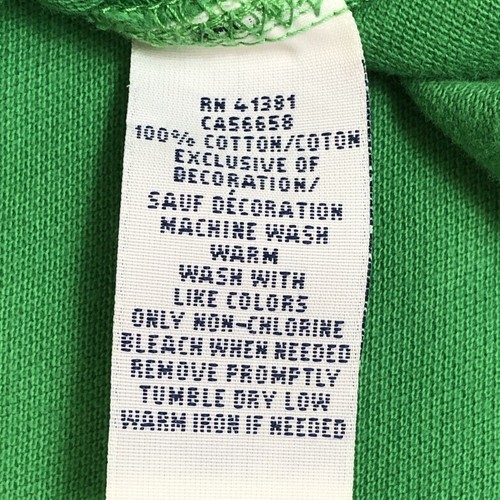 RN 41381
CA56658
100% COTTON/COTON
EXCLUSIVE OF
DECORATION/
SAUF DÉCORATION
MACHINE WASH
WARM
WASH WITH
LIKE COLORS
ONLY NON-CHLORINE
BLEACH WHEN NEEDED
REMOVE PROMPTLY
TUMBLE DRY LOW
WARM IRON IF NEEDED